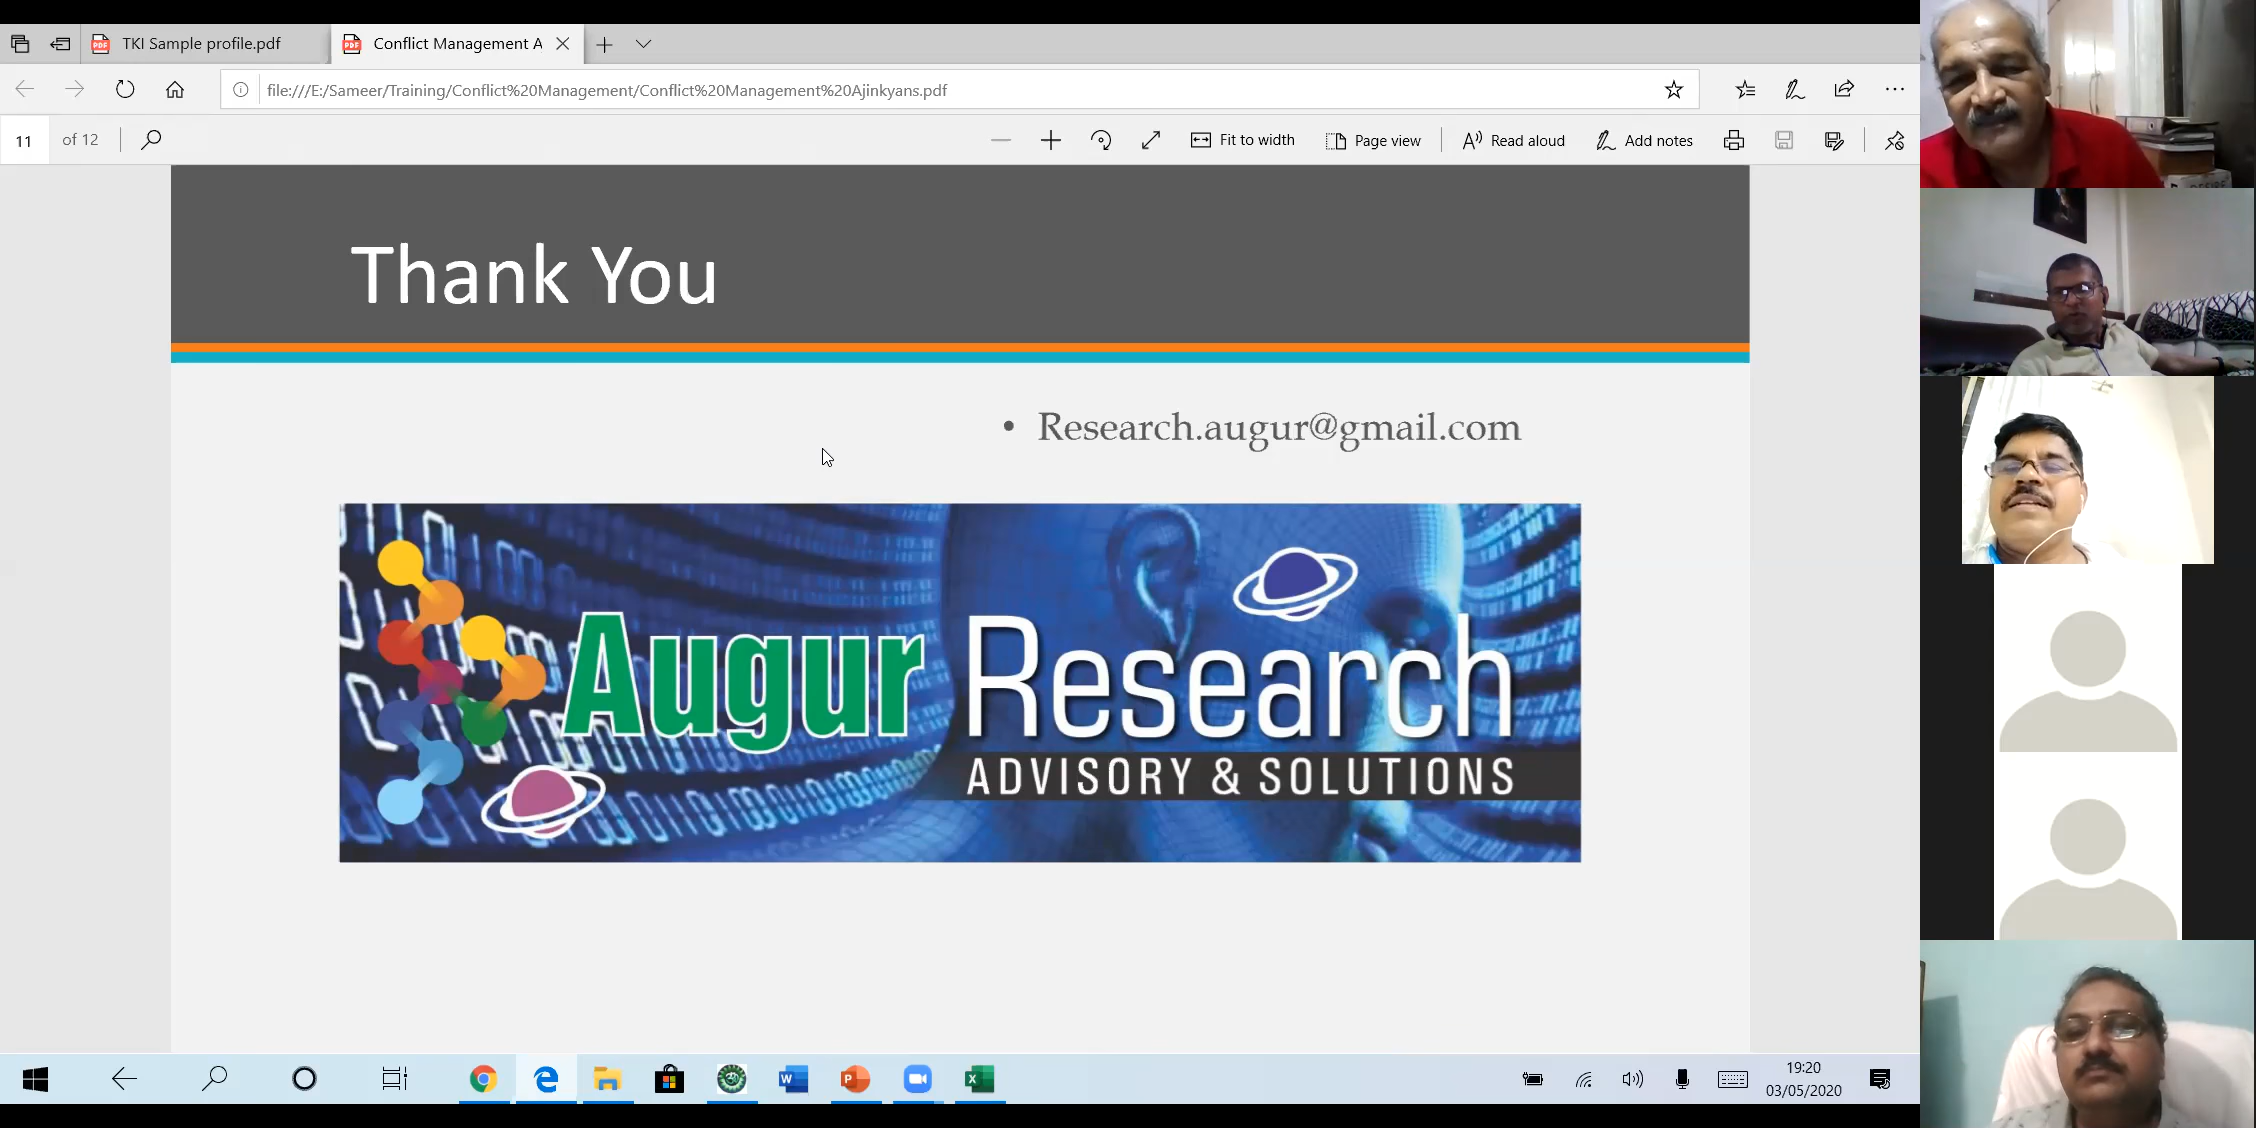 TKI Sample profile.pdf
Conflict Management A
file:///E:/Sameer/Training/Conflict%20Management/Conflict%20Management%20Ajinkyans.pdf
11 of 12
Fit to width
Page view
Read aloud
Add notes
Thank You
• Research.augur@gmail.com
Augur Research
ADVISORY & SOLUTIONS
19:20
03/05/2020